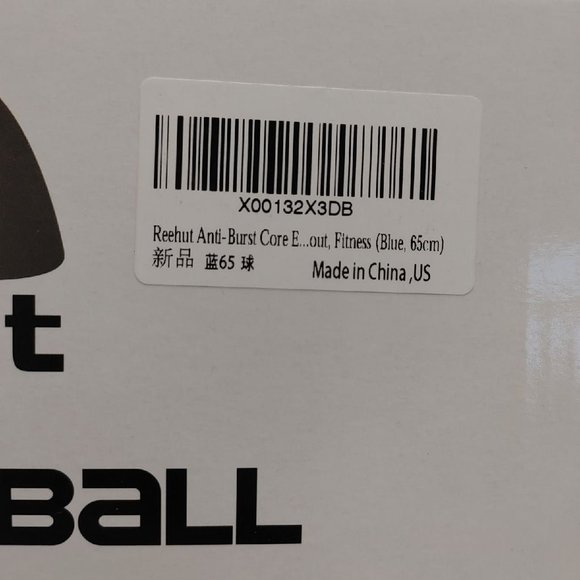 X00132X3DB
Reehut Anti-Burst Core E...out, Fitness (Blue, 65cm)
新品 蓝65 球
Made in China ,US
t
BaLL